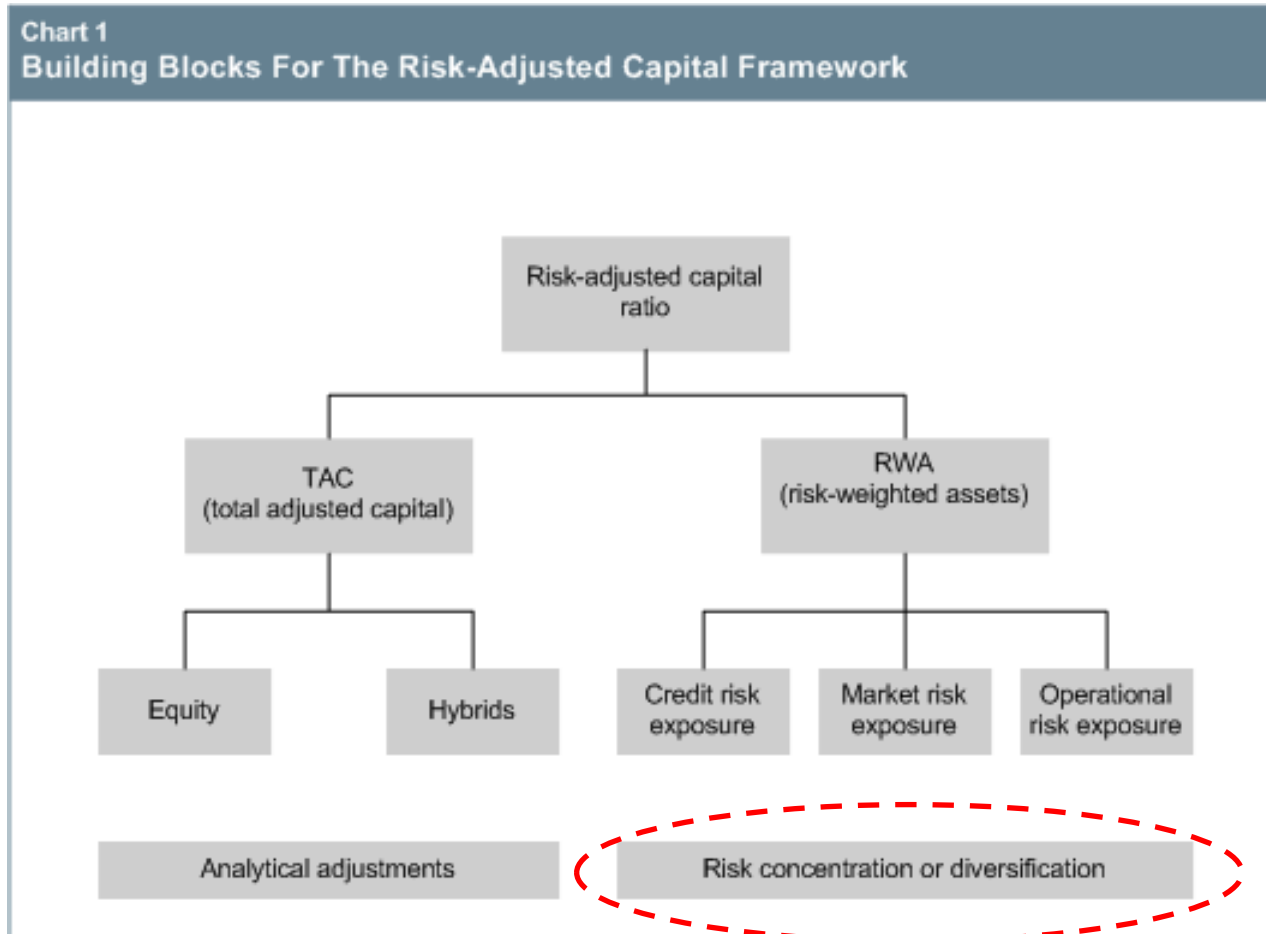 Chart 1
Building Blocks For The Risk-Adjusted Capital Framework
Risk-adjusted capital
ratio
TAC
(total adjusted capital)
RWA
(risk-weighted assets)
Equity
Hybrids
Credit risk
exposure
Market risk
exposure
Operational
risk exposure
Analytical adjustments
Risk concentration or diversification